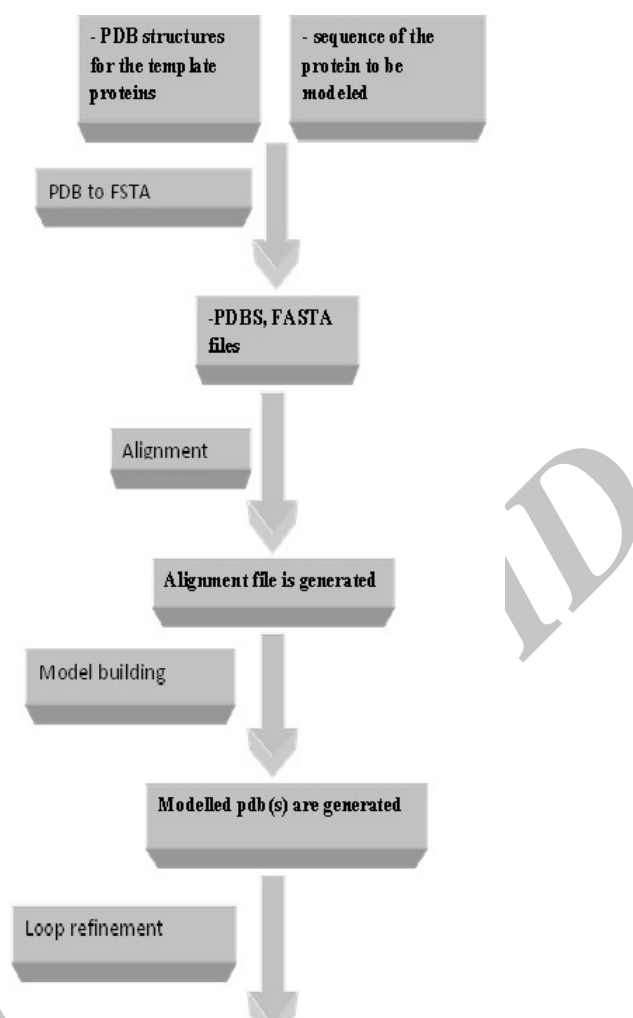 - PDB structures
for the template
proteins
- sequence of the
protein to be
modeled
PDB to FSTA
-PDBS, FASTA
files
Alignment
Alignment file is generated
Model building
Modelled pdb(s) are generated
Loop refinement